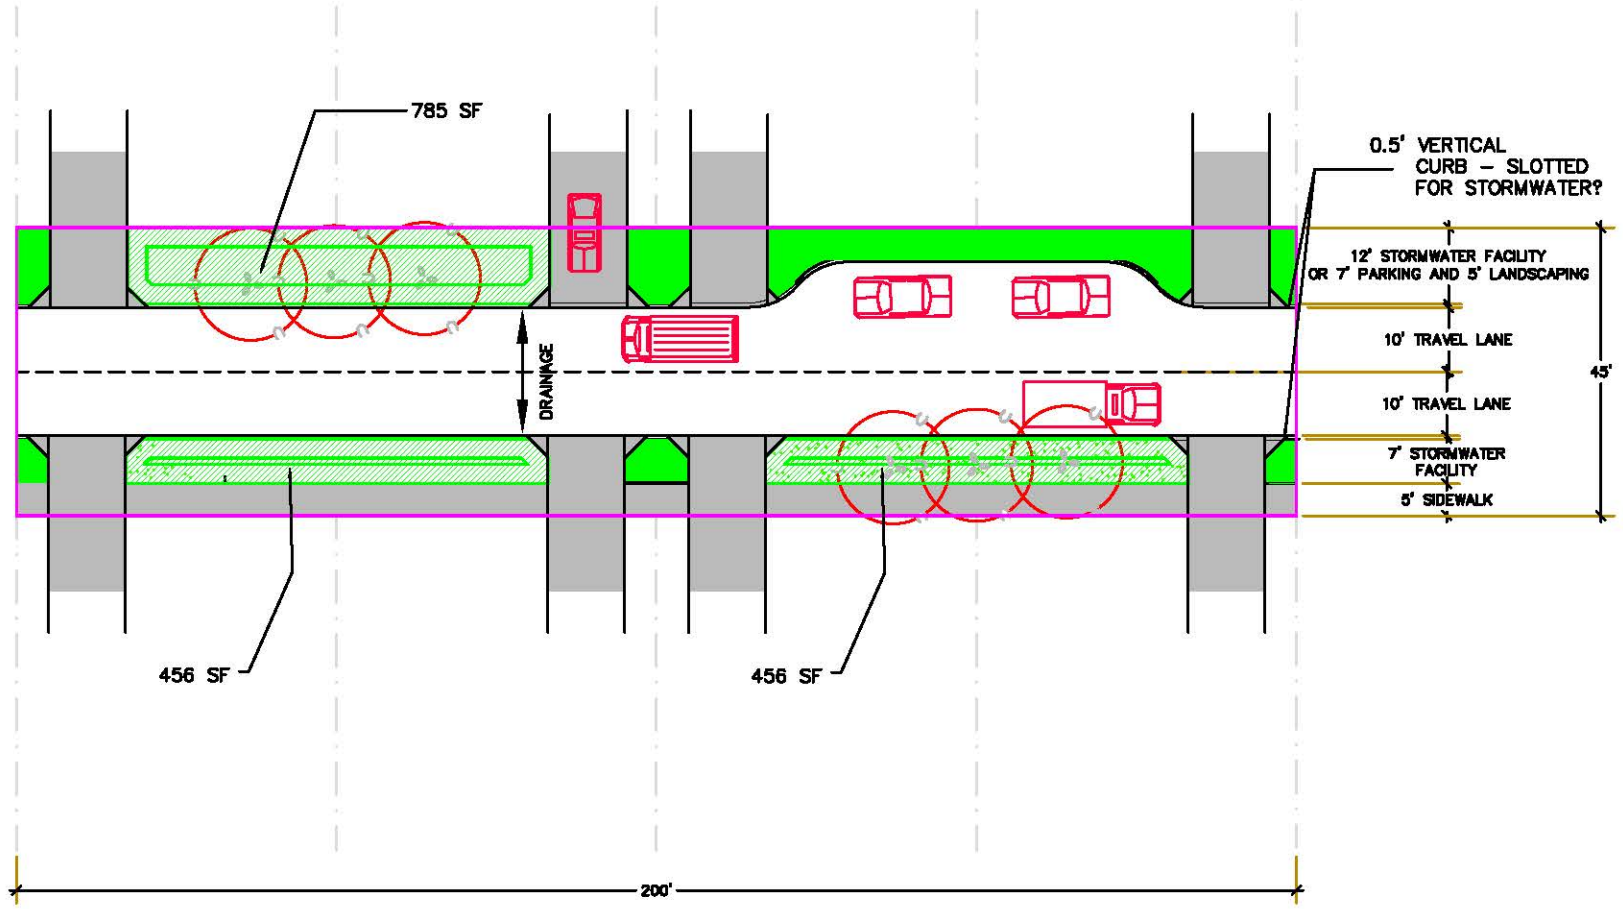 785 SF
0.5' VERTICAL
CURB – SLOTTED
FOR STORMWATER?
12' STORMWATER FACILITY
OR 7' PARKING AND 5' LANDSCAPING
10' TRAVEL LANE
45'
DRAINAGE
10' TRAVEL LANE
7' STORMWATER
FACILITY
5' SIDEWALK
456 SF
456 SF
200'